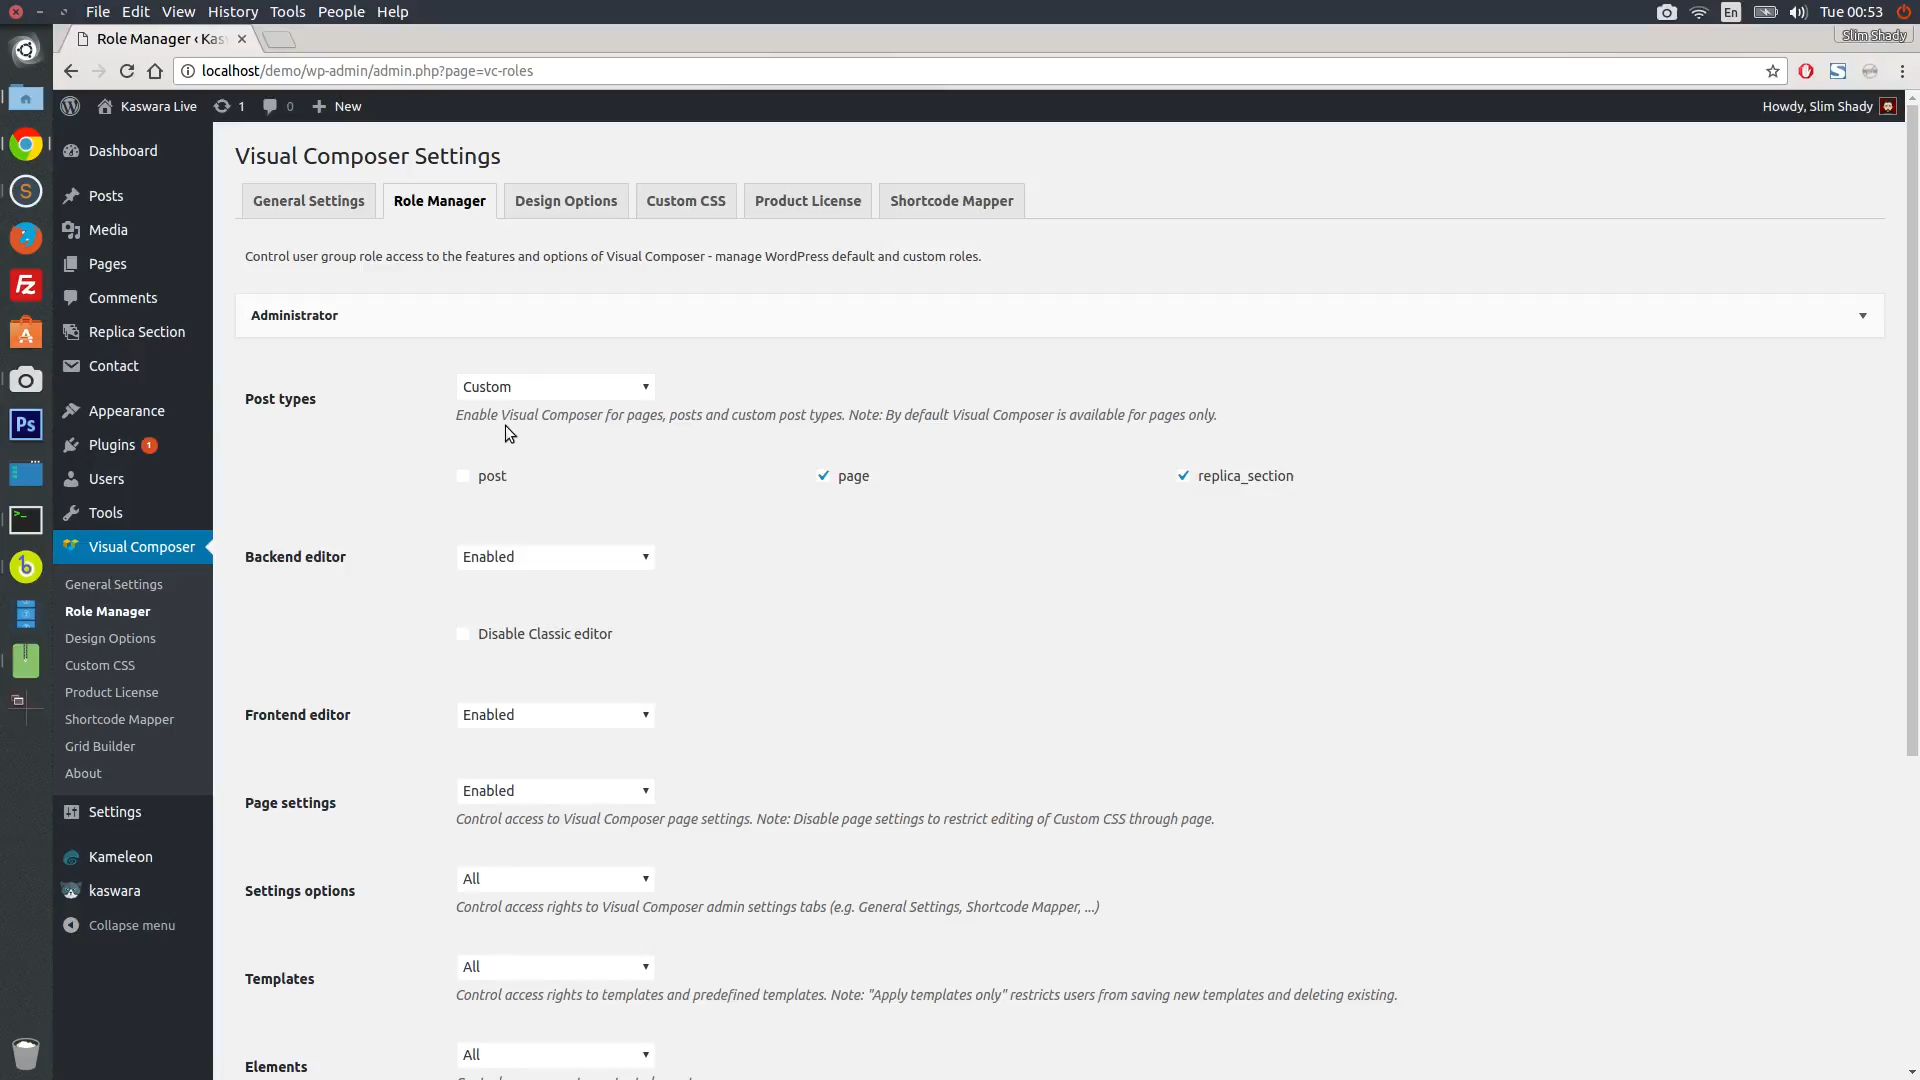 File Edit View History Tools People Help
En
Tue 00:53
Role Manager ‹ Kas
Slim Shady
localhost/demo/wp-admin/admin.php?page=vc-roles
Kaswara Live 1 0 New
Howdy, Slim Shady
Dashboard
Posts
Media
Pages
Comments
Replica Section
Contact
Appearance
Plugins 1
Users
Tools
Visual Composer
General Settings
Role Manager
Design Options
Custom CSS
Product License
Shortcode Mapper
Grid Builder
About
Settings
Kameleon
kaswara
Collapse menu
S
Fz
A
Ps
>_
b
Visual Composer Settings
General Settings Role Manager Design Options Custom CSS Product License Shortcode Mapper
Control user group role access to the features and options of Visual Composer - manage WordPress default and custom roles.
Administrator
Post types
Custom
Enable Visual Composer for pages, posts and custom post types. Note: By default Visual Composer is available for pages only.
post page replica_section
Backend editor
Enabled
Disable Classic editor
Frontend editor
Enabled
Page settings
Enabled
Control access to Visual Composer page settings. Note: Disable page settings to restrict editing of Custom CSS through page.
Settings options
All
Control access rights to Visual Composer admin settings tabs (e.g. General Settings, Shortcode Mapper, ...)
Templates
All
Control access rights to templates and predefined templates. Note: "Apply templates only" restricts users from saving new templates and deleting existing.
Elements
All